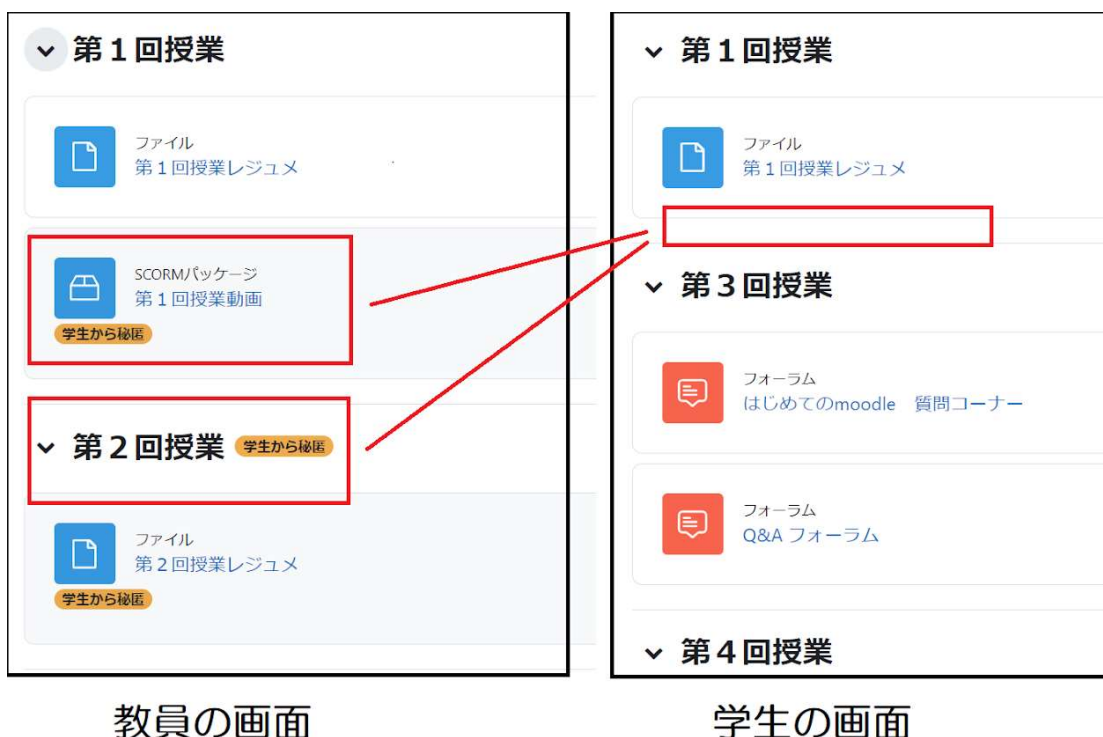 第１回授業
ファイル
第１回授業レジュメ
SCORMパッケージ
第１回授業動画
学生から秘匿
第２回授業 学生から秘匿
ファイル
第２回授業レジュメ
学生から秘匿
教員の画面
第１回授業
ファイル
第１回授業レジュメ
第３回授業
フォーラム
はじめてのmoodle　質問コーナー
フォーラム
Q&A フォーラム
第４回授業
学生の画面